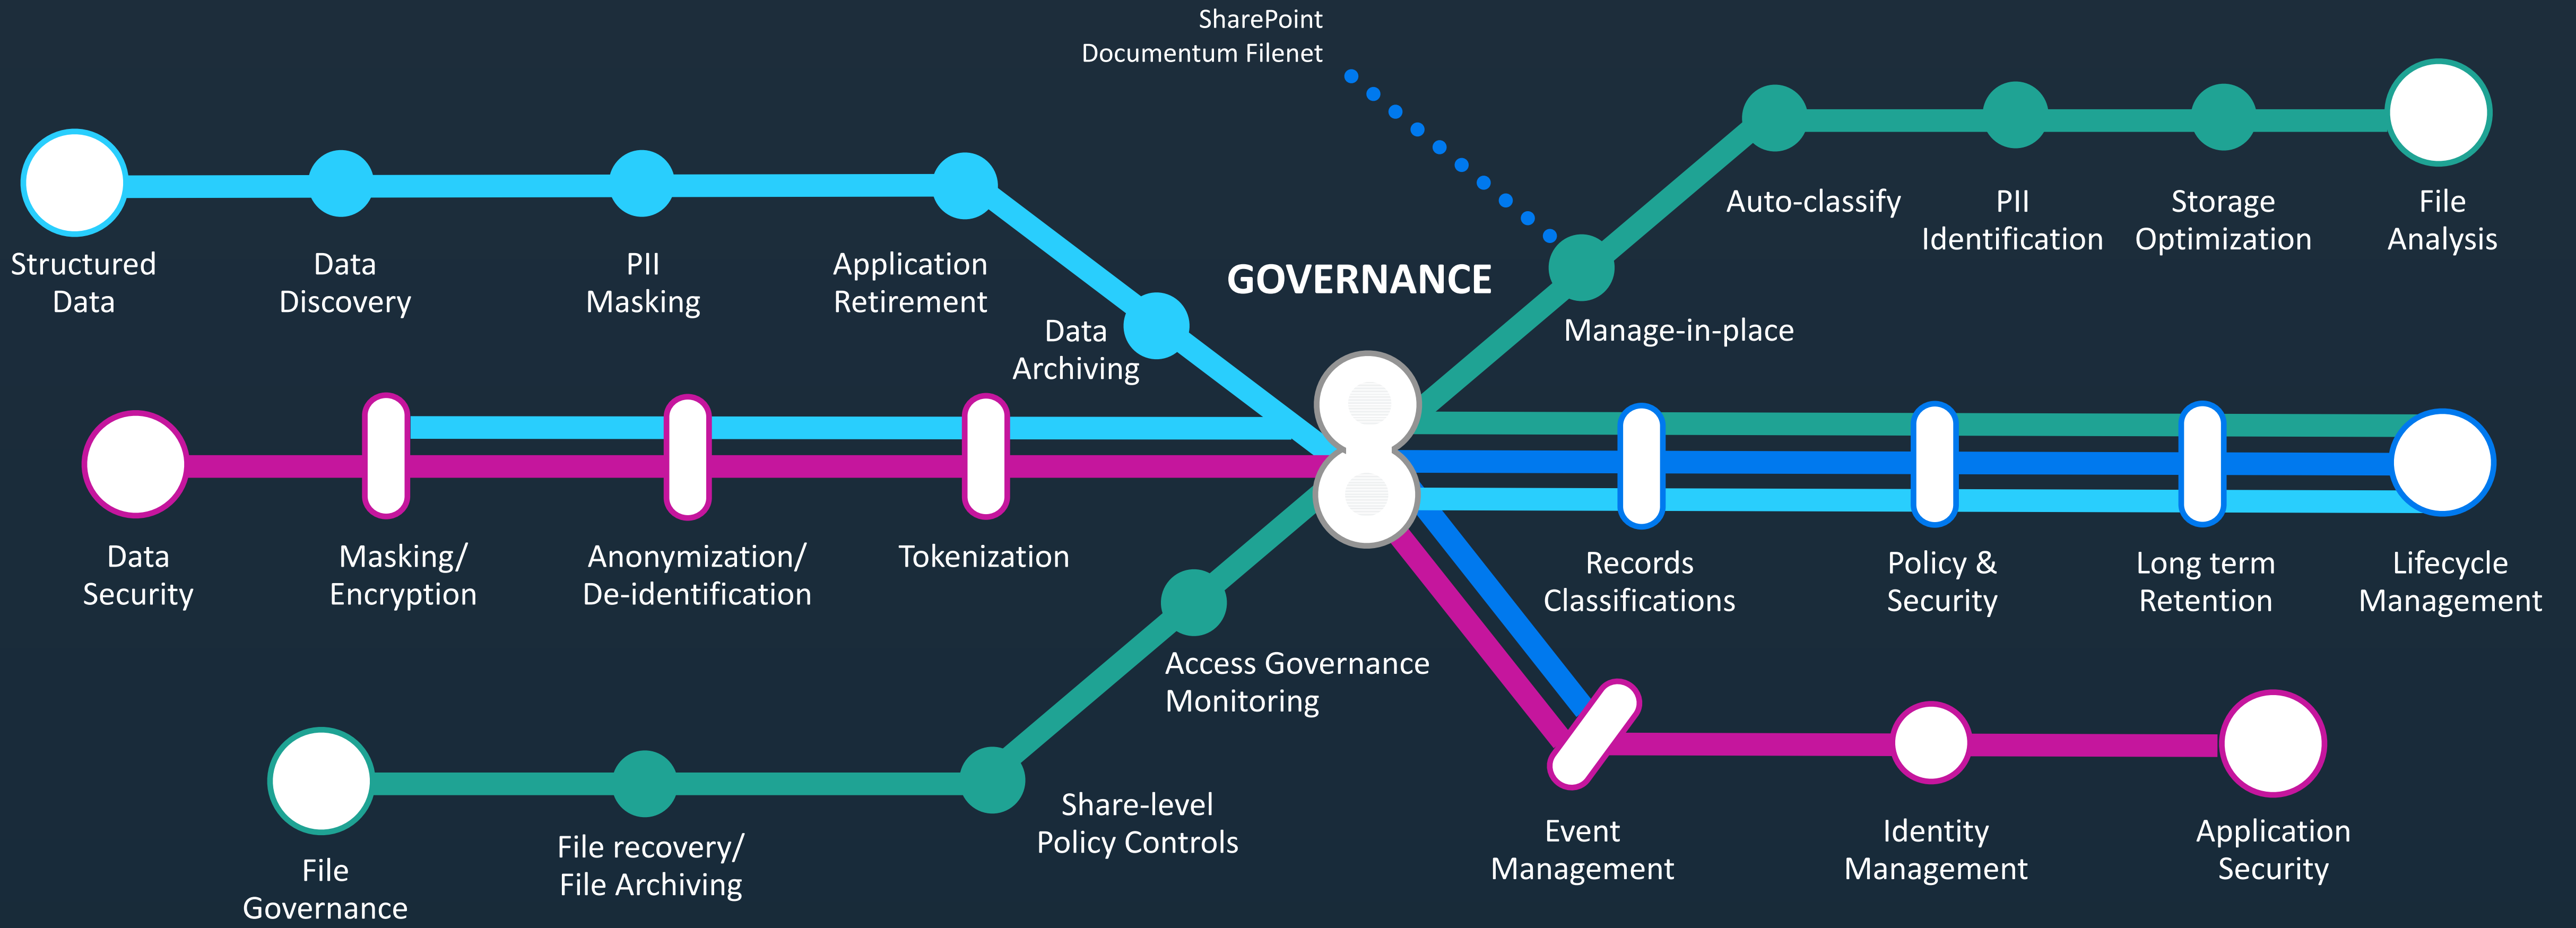 SharePoint
Documentum Filenet
Structured
Data
Data
Discovery
PII
Masking
Application
Retirement
Data
Archiving
GOVERNANCE
Manage-in-place
Auto-classify
PII
Identification
Storage
Optimization
File
Analysis
Data
Security
Masking/
Encryption
Anonymization/
De-identification
Tokenization
Records
Classifications
Policy &
Security
Long term
Retention
Lifecycle
Management
Access Governance
Monitoring
Share-level
Policy Controls
File recovery/
File Archiving
File
Governance
Event
Management
Identity
Management
Application
Security